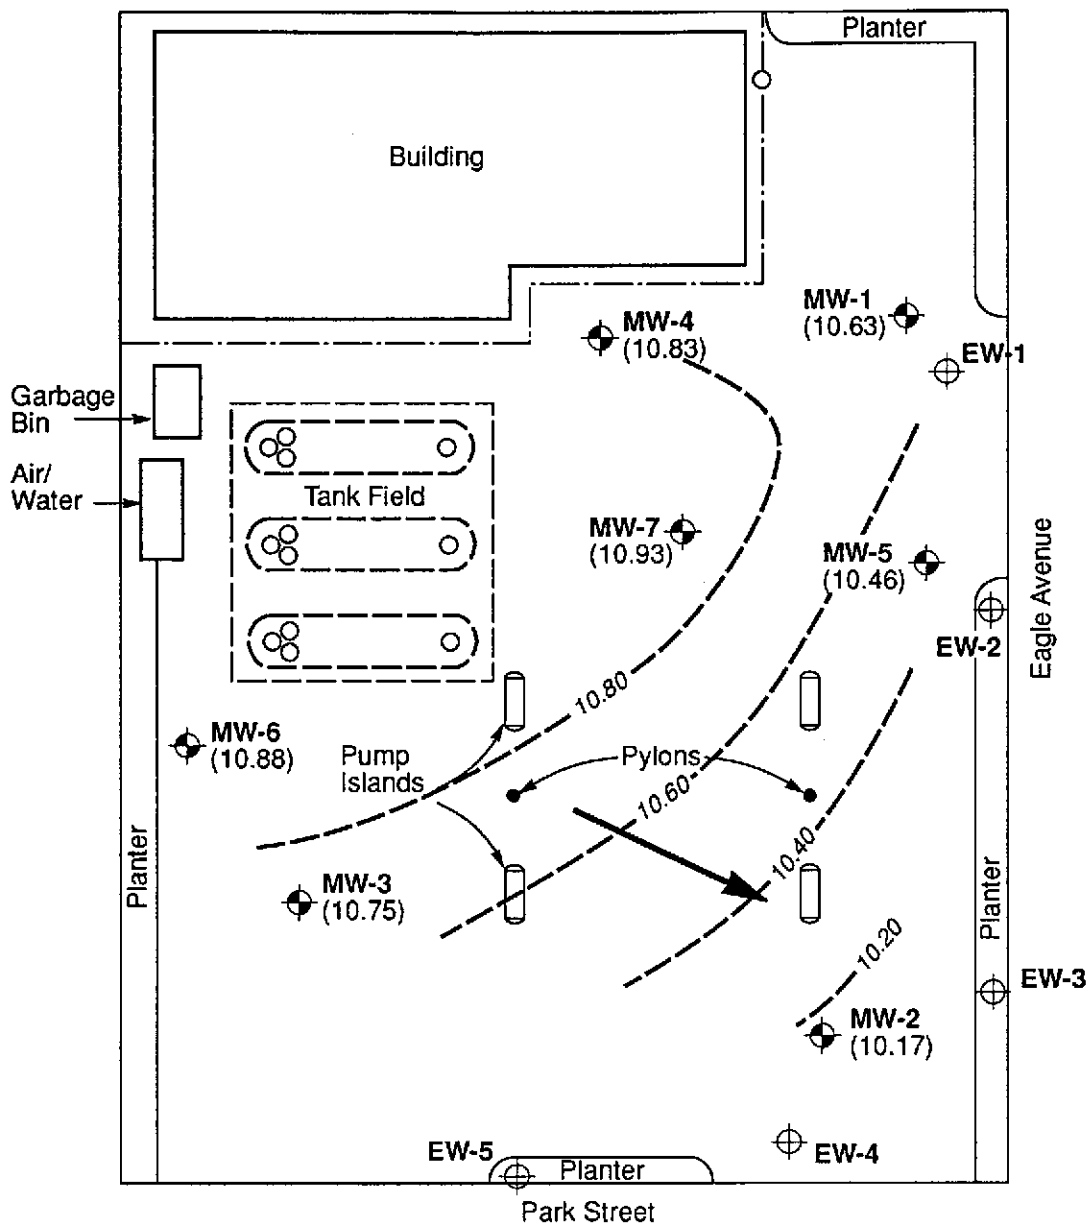 Planter
Building
MW-1
(10.63)
MW-4
(10.83)
EW-1
Garbage
Bin
Air/
Water
Tank Field
MW-7
(10.93)
MW-5
(10.46)
Eagle Avenue
EW-2
10.80
MW-6
(10.88)
Pump
Islands
Pylons
10.60
10.40
Planter
MW-3
(10.75)
Planter
10.20
EW-3
MW-2
(10.17)
EW-5
EW-4
Planter
Park Street